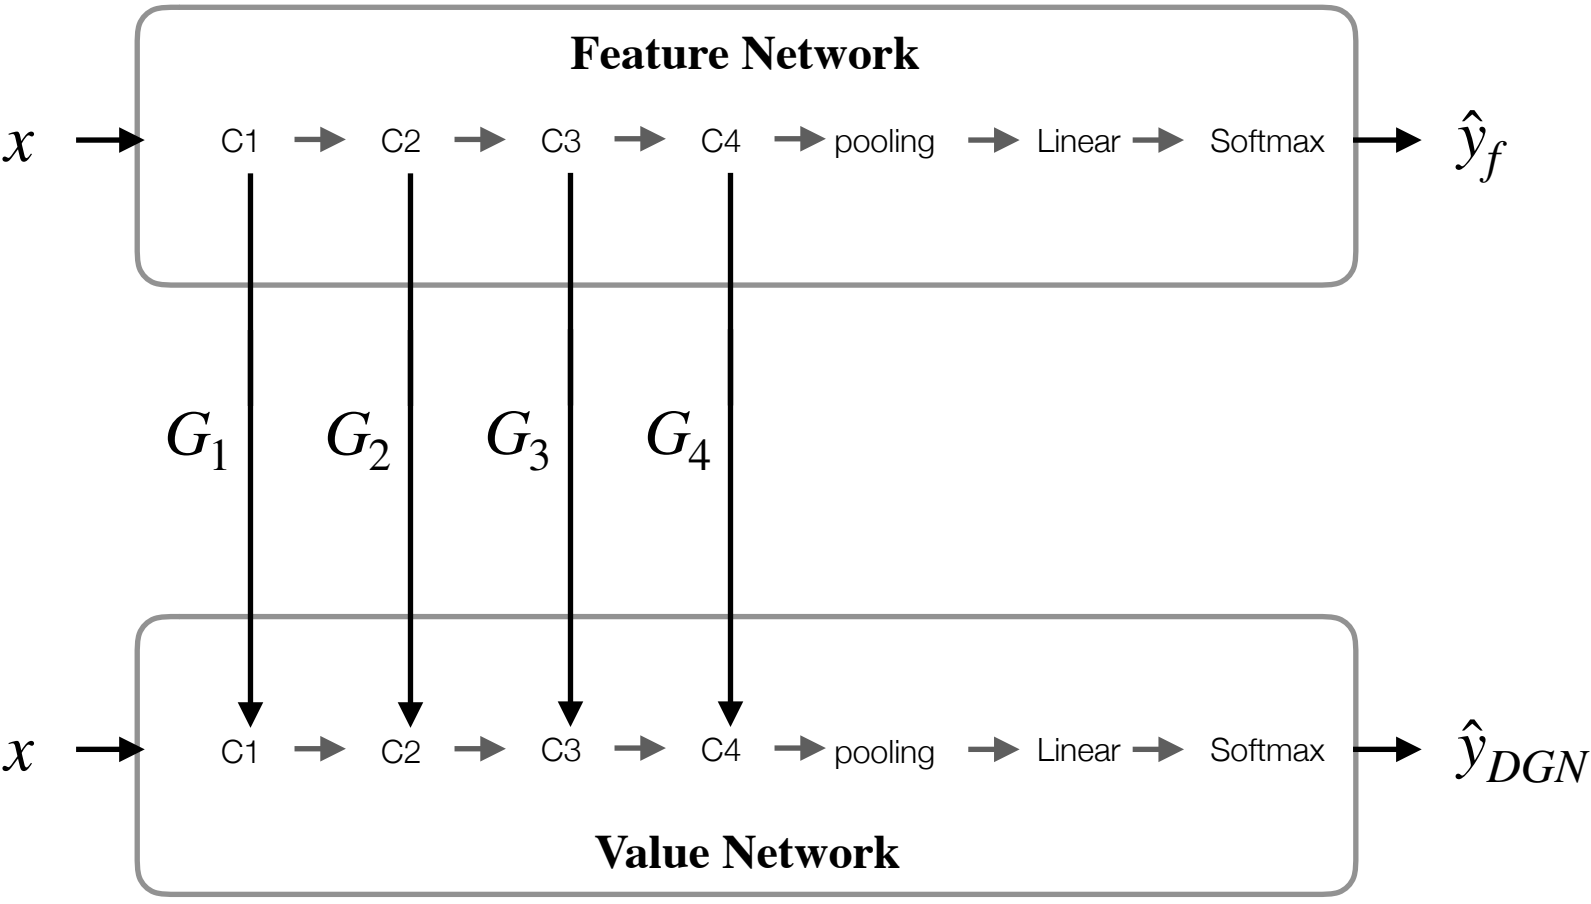 Feature Network
x C1 C2 C3 C4 pooling Linear Softmax ŷ_f
G_1 G_2 G_3 G_4
x C1 C2 C3 C4 pooling Linear Softmax ŷ_DGN
Value Network